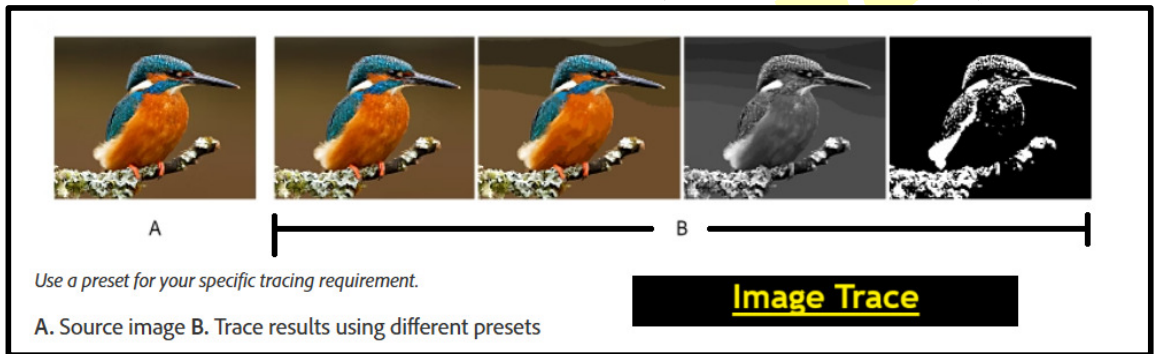 A
B
Use a preset for your specific tracing requirement.
Image Trace
A. Source image B. Trace results using different presets